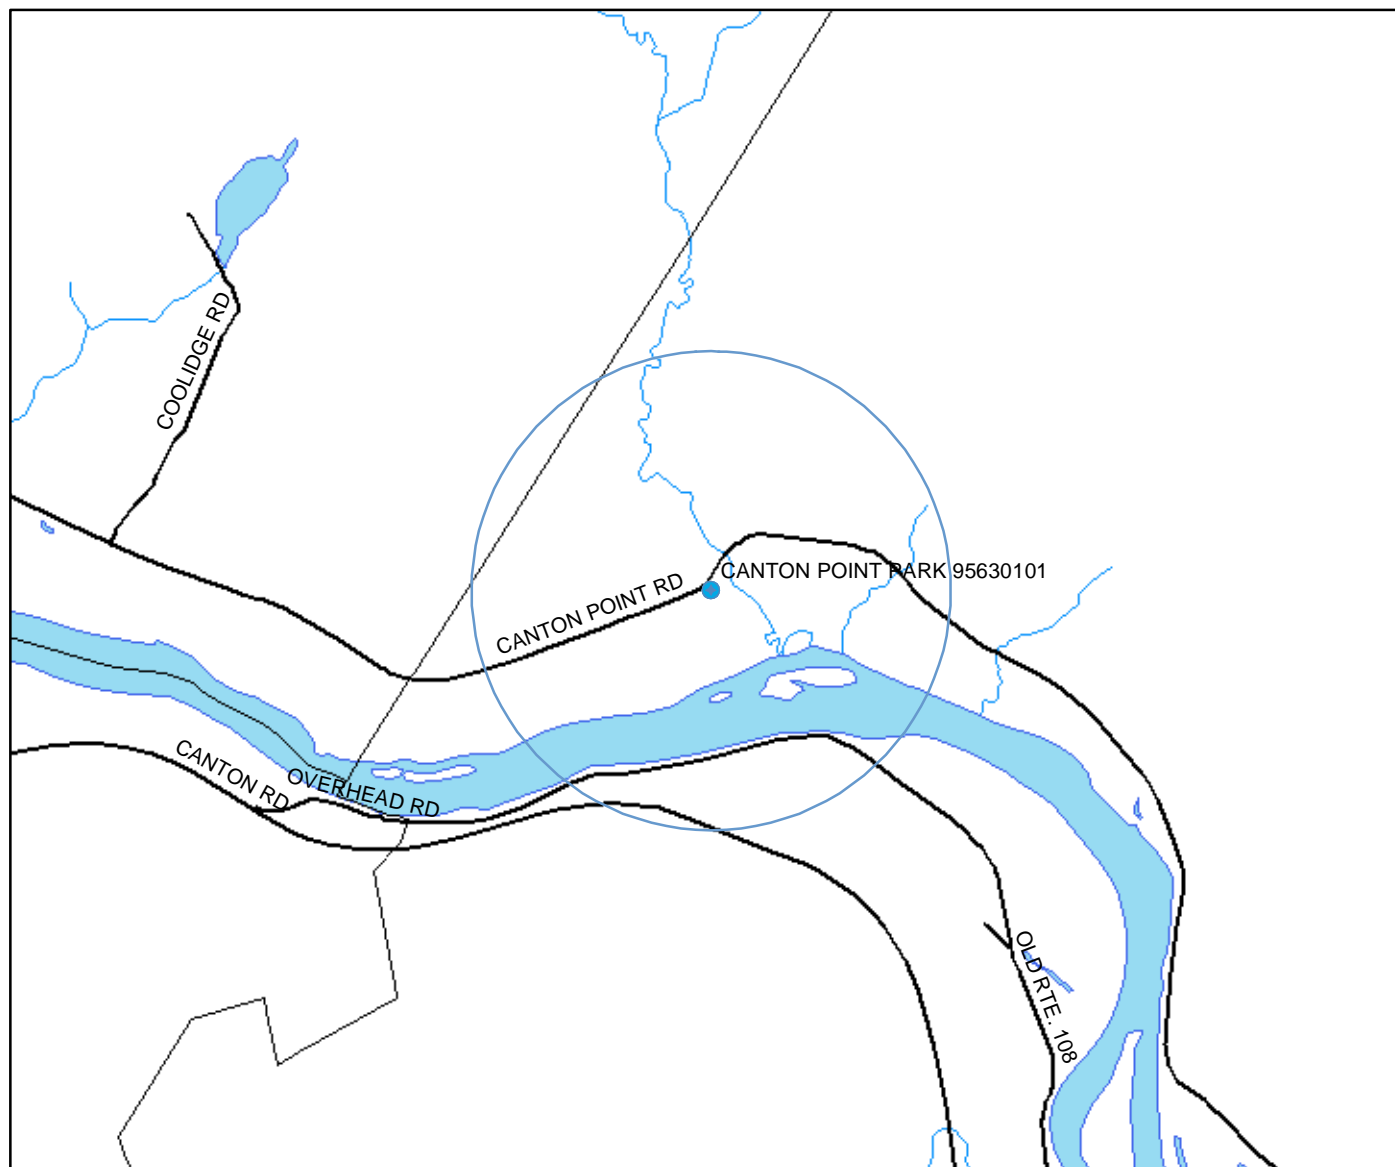 COOLIDGE RD
CANTON POINT PARK 95630101
CANTON POINT RD
CANTON RD
OVERHEAD RD
OLD RTE. 108